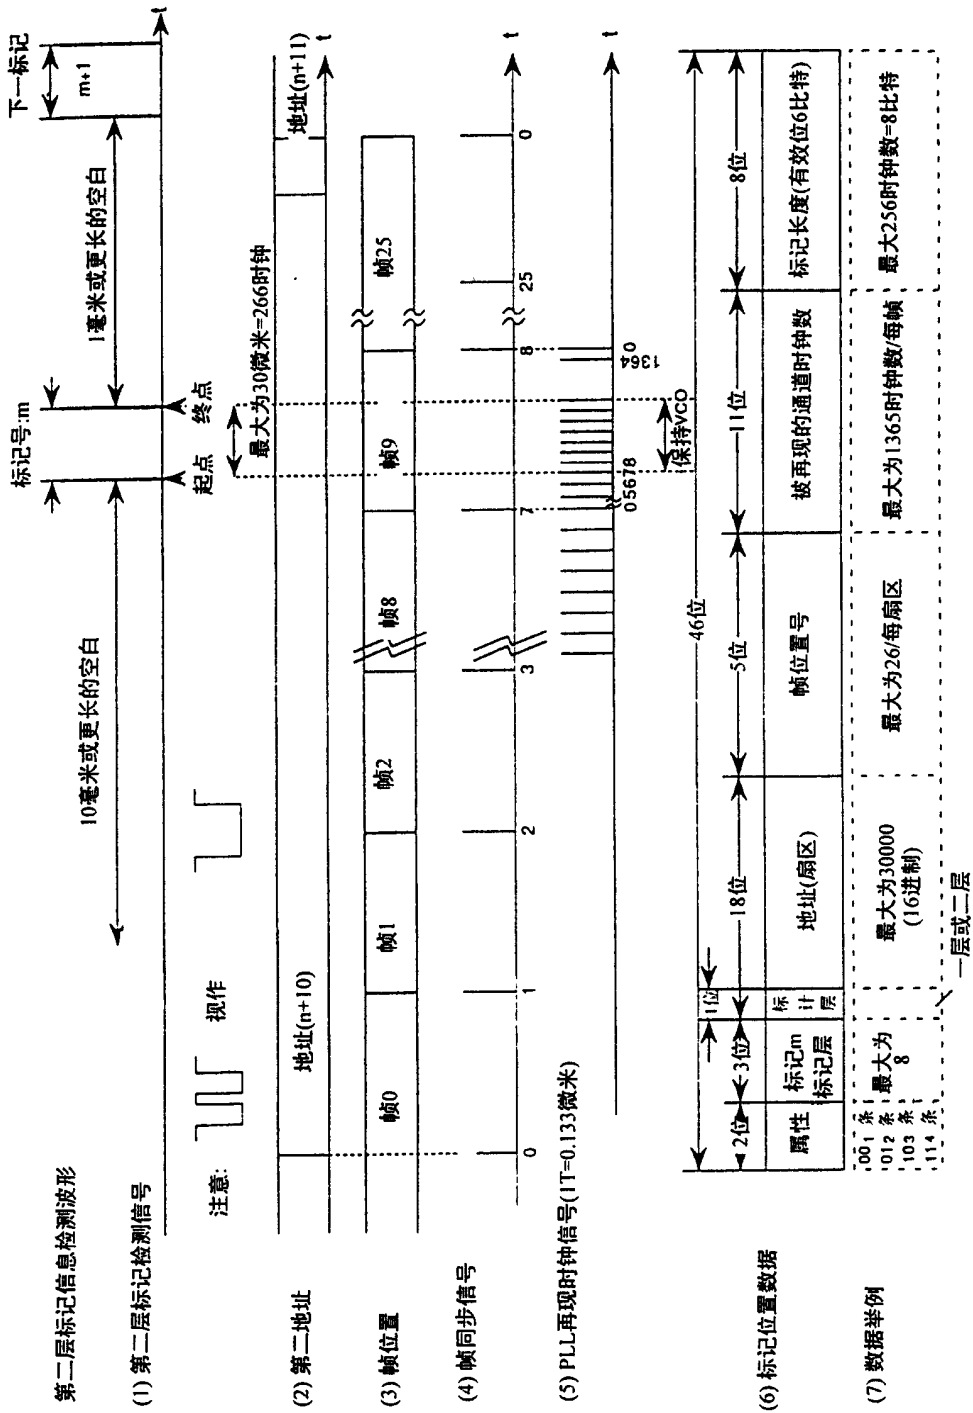 第二层标记信息检测波形
(1) 第二层标记检测信号
10毫米或更长的空白
标记号:m
1毫米或更长的空白
下一标记
m+1
t
起点
终点
注意:
视作
最大为30微米=266时钟
(2) 第二地址
地址(n+10)
地址(n+11)
t
(3) 帧位置
帧0
帧1
帧2
帧8
帧9
帧25
(4) 帧同步信号
0
1
2
3
7
8
25
0
t
(5) PLL再现时钟信号(1T=0.133微米)
0 5678
1364
0
t
保持VCO
46位
2位
3位
1位
18位
5位
11位
8位
(6) 标记位置数据
属性
标记m
标记层
标计层
地址(扇区)
帧位置号
被再现的通道时钟数
标记长度(有效位6比特)
(7) 数据举例
001 条
012 条
103 条
114 条
最大为
8
最大为30000
(16进制)
最大为26/每扇区
最大为1365时钟数/每帧
最大256时钟数=8比特
一层或二层